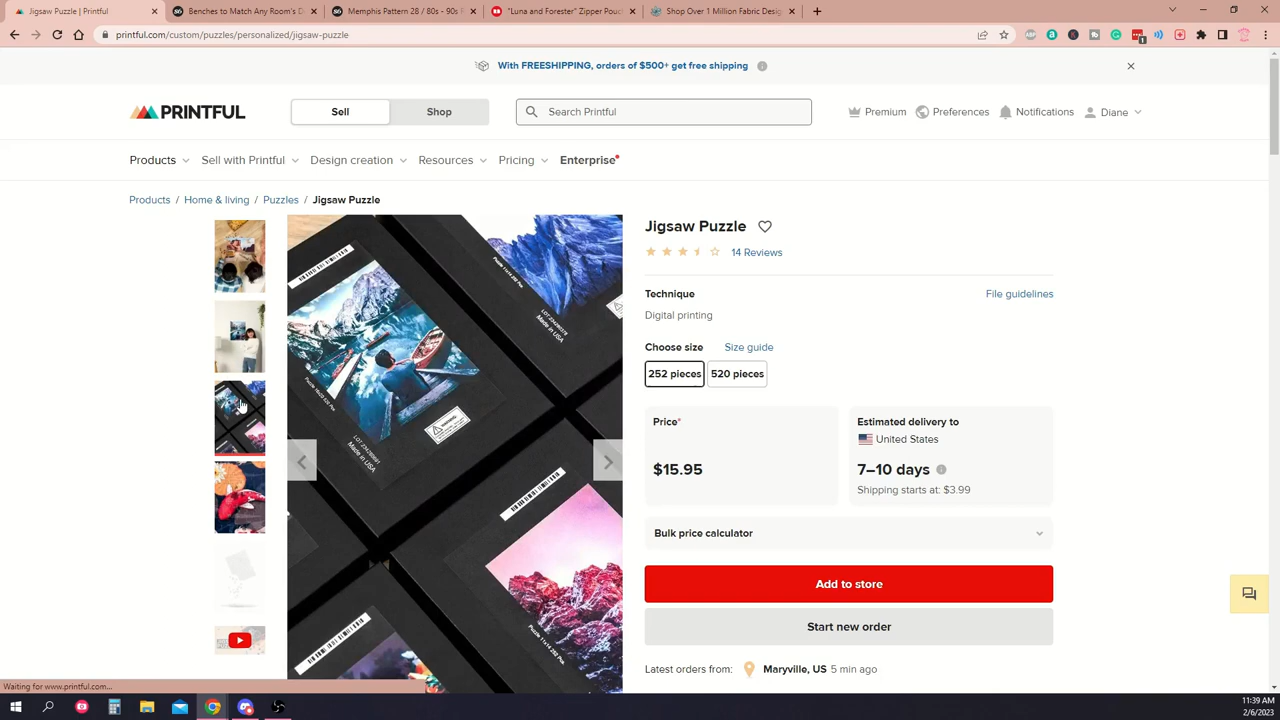 Jigsaw Puzzle | Printful
Benches to Match Any Room's D
Memphis Pattern 28 / 80s - 90s R
"Luna and Forester" Zipper Pouc
Shop Over 1 Million Fabric Desig
printful.com/custom/puzzles/personalized/jigsaw-puzzle
With FREESHIPPING, orders of $500+ get free shipping
PRINTFUL
Sell
Shop
Search Printful
Premium
Preferences
Notifications
Diane
Products
Sell with Printful
Design creation
Resources
Pricing
Enterprise
Products / Home & living / Puzzles / Jigsaw Puzzle
Jigsaw Puzzle
14 Reviews
Technique
File guidelines
Digital printing
Choose size
Size guide
252 pieces
520 pieces
Price*
$15.95
Estimated delivery to
United States
7–10 days
Shipping starts at: $3.99
Bulk price calculator
Add to store
Start new order
Latest orders from:
Maryville, US 5 min ago
Made in USA
Made in USA
Waiting for www.printful.com...
11:39 AM
2/6/2023